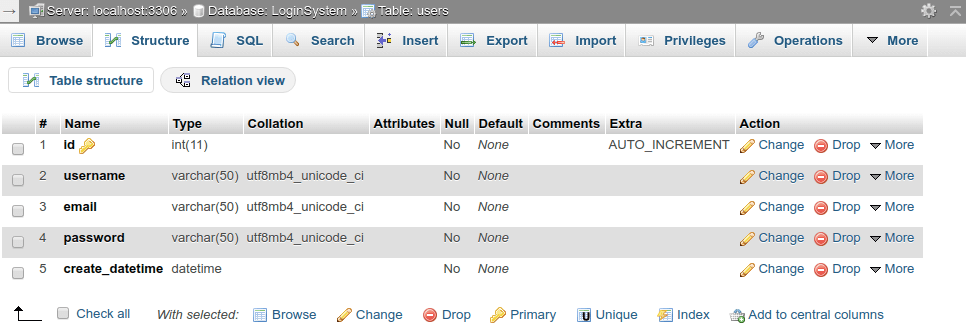 Server: localhost:3306 » Database: LoginSystem » Table: users
Browse Structure SQL Search Insert Export Import Privileges Operations More
Table structure Relation view
# Name Type Collation Attributes Null Default Comments Extra Action
1 id int(11) No None AUTO_INCREMENT Change Drop More
2 username varchar(50) utf8mb4_unicode_ci No None Change Drop More
3 email varchar(50) utf8mb4_unicode_ci No None Change Drop More
4 password varchar(50) utf8mb4_unicode_ci No None Change Drop More
5 create_datetime datetime No None Change Drop More
Check all With selected: Browse Change Drop Primary Unique Index Add to central columns